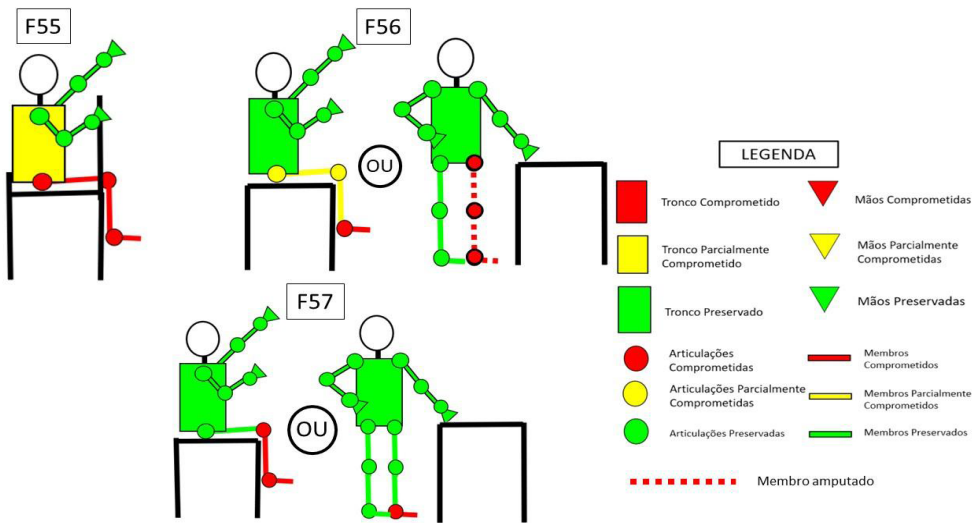 F55
F56
OU
F57
OU
LEGENDA
Tronco Comprometido
Mãos Comprometidas
Tronco Parcialmente
Comprometido
Mãos Parcialmente
Comprometidas
Tronco Preservado
Mãos Preservadas
Articulações
Comprometidas
Membros
Comprometidos
Articulações Parcialmente
Comprometidas
Membros Parcialmente
Comprometidos
Articulações Preservadas
Membros Preservados
Membro amputado